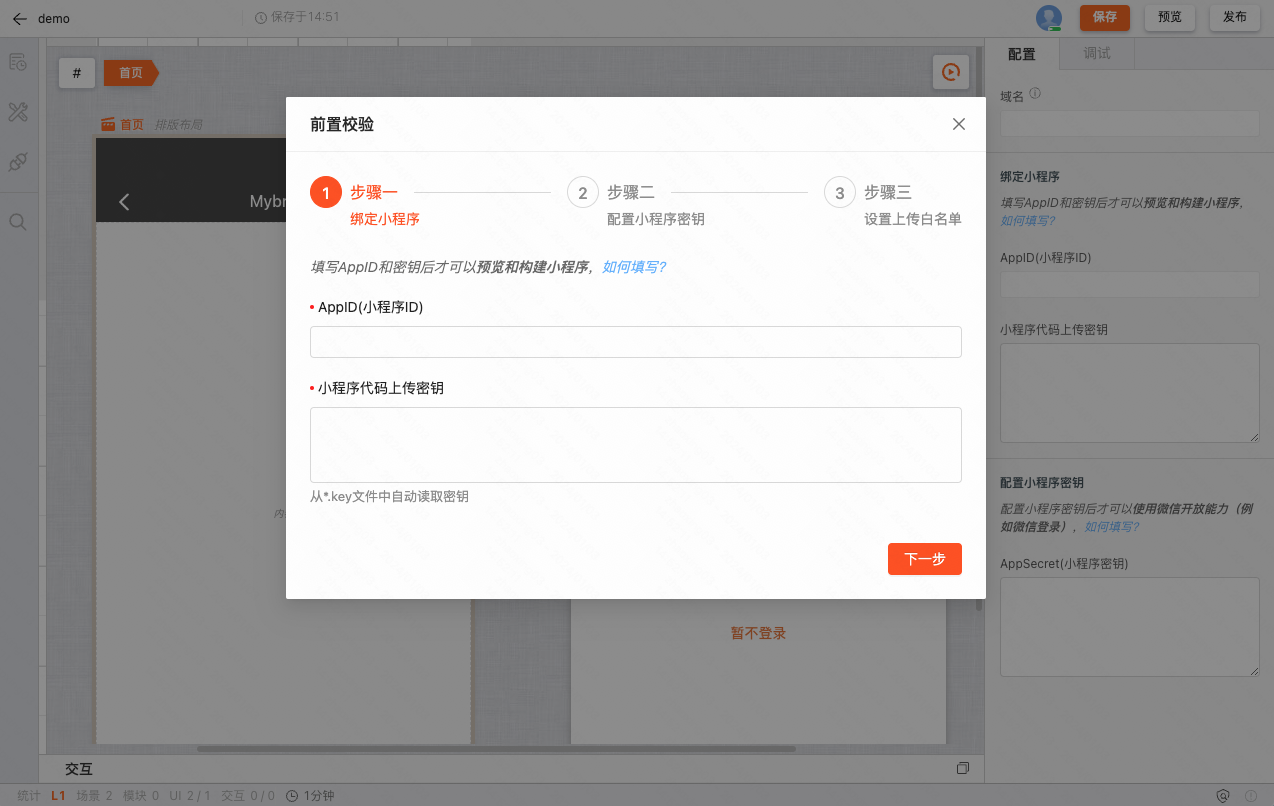 demo
保存于14:51
保存
预览
发布
#
首页
配置
调试
域名
首页
排版布局
前置校验
Mybr
1
步骤一
绑定小程序
2
步骤二
配置小程序密钥
3
步骤三
设置上传白名单
填写AppID和密钥后才可以预览和构建小程序，如何填写?
AppID(小程序ID)
小程序代码上传密钥
从*.key文件中自动读取密钥
下一步
暂不登录
绑定小程序
填写AppID和密钥后才可以预览和构建小程序，
如何填写?
AppID(小程序ID)
小程序代码上传密钥
配置小程序密钥
配置小程序密钥后才可以使用微信开放能力（例
如微信登录），如何填写?
AppSecret(小程序密钥)
交互
统计 L1 场景 2 模块 0 UI 2 / 1 交互 0 / 0 1分钟